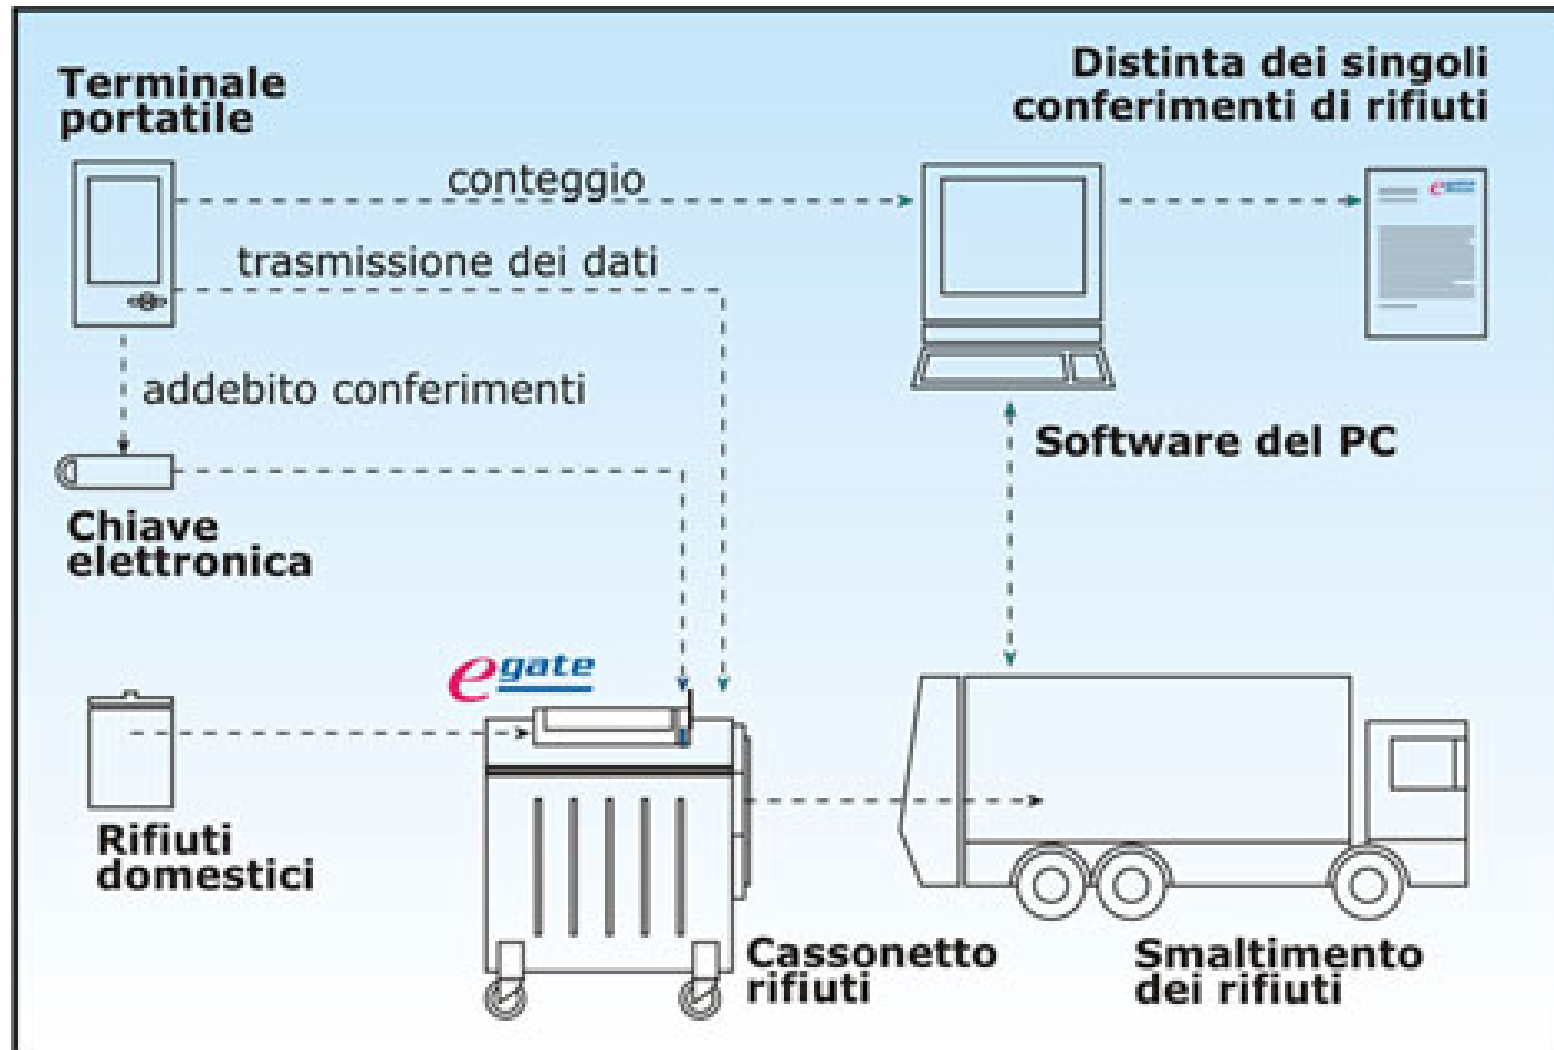 Terminale
portatile
Distinta dei singoli
conferimenti di rifiuti
conteggio
trasmissione dei dati
addebito conferimenti
Software del PC
Chiave
elettronica
egate
Rifiuti
domestici
Cassonetto
rifiuti
Smaltimento
dei rifiuti